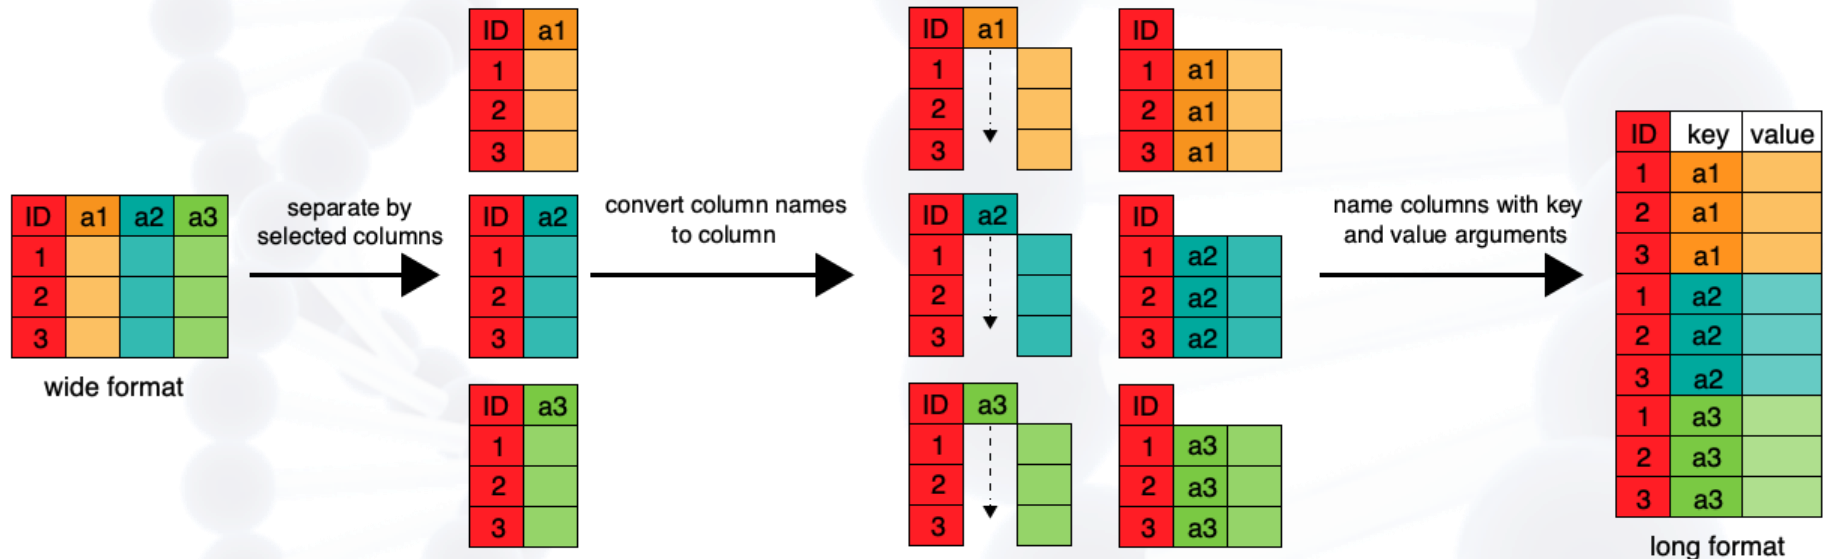 ID a1 a2 a3
1
2
3
wide format
separate by
selected columns
ID a1
1
2
3
ID a2
1
2
3
ID a3
1
2
3
convert column names
to column
ID a1
1
2
3
ID a2
1
2
3
ID a3
1
2
3
ID
1 a1
2 a1
3 a1
ID
1 a2
2 a2
3 a2
ID
1 a3
2 a3
3 a3
name columns with key
and value arguments
ID key value
1 a1
2 a1
3 a1
1 a2
2 a2
3 a2
1 a3
2 a3
3 a3
long format